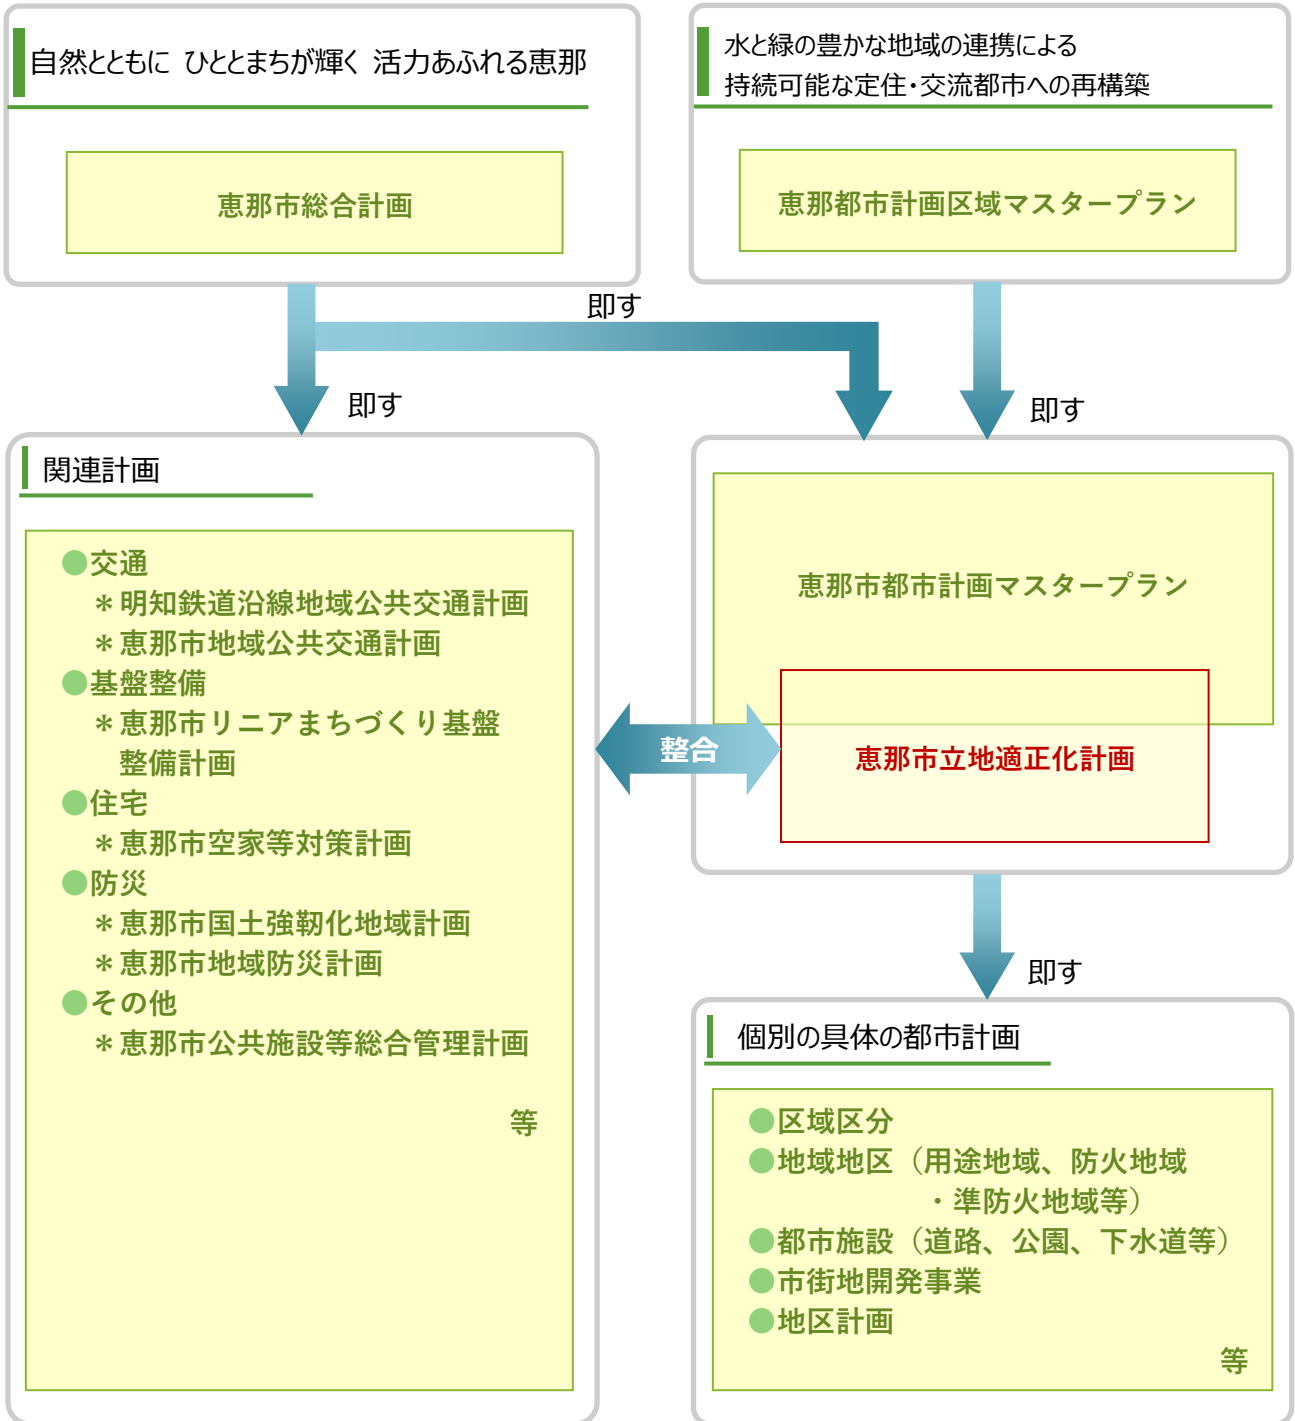 自然とともに ひととまちが輝く 活力あふれる恵那
恵那市総合計画
水と緑の豊かな地域の連携による
持続可能な定住・交流都市への再構築
恵那都市計画区域マスタープラン
即す
即す
即す
関連計画
●交通
＊明知鉄道沿線地域公共交通計画
＊恵那市地域公共交通計画
●基盤整備
＊恵那市リニアまちづくり基盤
整備計画
●住宅
＊恵那市空家等対策計画
●防災
＊恵那市国土強靭化地域計画
＊恵那市地域防災計画
●その他
＊恵那市公共施設等総合管理計画
等
整合
恵那市都市計画マスタープラン
恵那市立地適正化計画
即す
個別の具体の都市計画
●区域区分
●地域地区（用途地域、防火地域
・準防火地域等）
●都市施設（道路、公園、下水道等）
●市街地開発事業
●地区計画
等